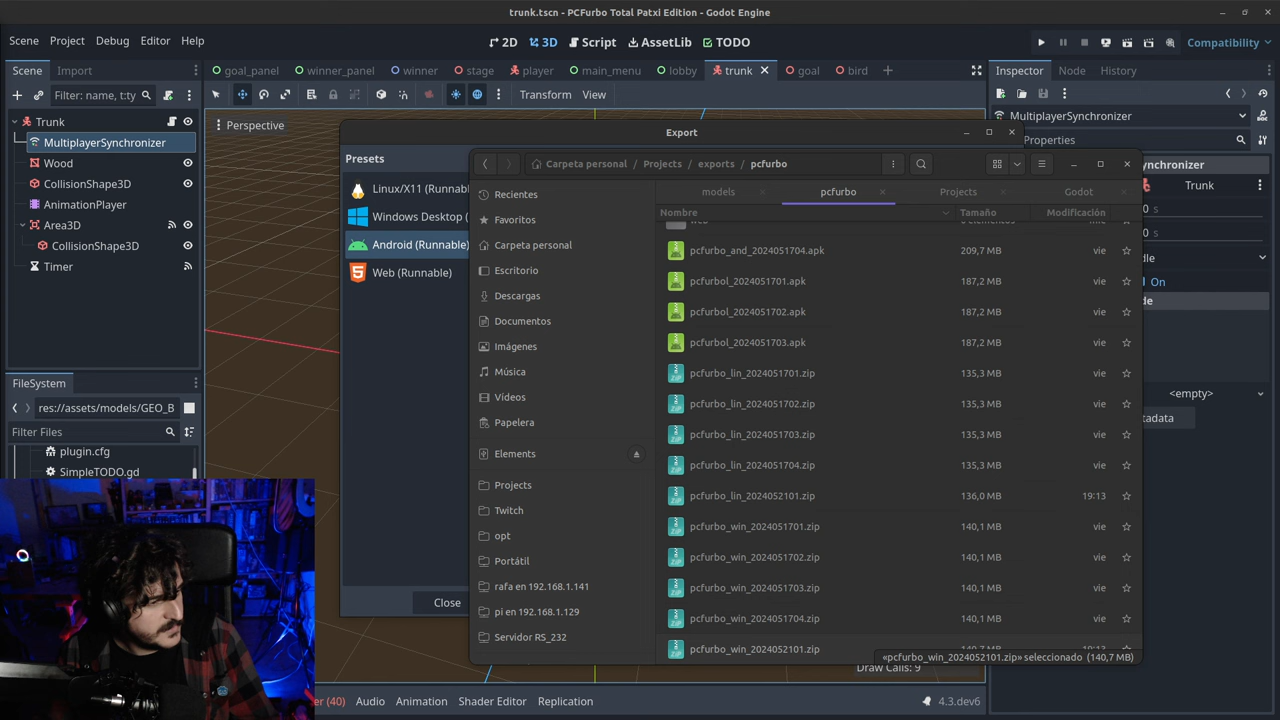 trunk.tscn - PCFurbo Total Patxi Edition - Godot Engine
Scene Project Debug Editor Help
2D 3D Script AssetLib TODO
Compatibility
Scene Import
goal_panel winner_panel winner stage player main_menu lobby trunk goal bird
Inspector Node History
Filter: name, t:ty
Transform View
Perspective
Trunk
MultiplayerSynchronizer
Wood
CollisionShape3D
AnimationPlayer
Area3D
CollisionShape3D
Timer
FileSystem
res://assets/models/GEO_B
Filter Files
plugin.cfg
SimpleTODO.gd
Export
Presets
Linux/X11 (Runnable
Windows Desktop (
Android (Runnable)
Web (Runnable)
Close
Carpeta personal / Projects / exports / pcfurbo
Recientes
Favoritos
Carpeta personal
Escritorio
Descargas
Documentos
Imágenes
Música
Vídeos
Papelera
Elements
Projects
Twitch
opt
Portátil
rafa en 192.168.1.141
pi en 192.168.1.129
Servidor RS_232
models pcfurbo Projects Godot
Nombre Tamaño Modificación
pcfurbo_and_2024051704.apk 209,7 MB vie
pcfurbol_2024051701.apk 187,2 MB vie
pcfurbol_2024051702.apk 187,2 MB vie
pcfurbol_2024051703.apk 187,2 MB vie
pcfurbo_lin_2024051701.zip 135,3 MB vie
pcfurbo_lin_2024051702.zip 135,3 MB vie
pcfurbo_lin_2024051703.zip 135,3 MB vie
pcfurbo_lin_2024051704.zip 135,3 MB vie
pcfurbo_lin_2024052101.zip 136,0 MB 19:13
pcfurbo_win_2024051701.zip 140,1 MB vie
pcfurbo_win_2024051702.zip 140,1 MB vie
pcfurbo_win_2024051703.zip 140,1 MB vie
pcfurbo_win_2024051704.zip 140,1 MB vie
pcfurbo_win_2024052101.zip
«pcfurbo_win_2024052101.zip» seleccionado (140,7 MB)
Draw Calls: 9
MultiplayerSynchronizer
Properties
ynchronizer
Trunk
0 s
0 s
dle
On
de
<empty>
tadata
er (40) Audio Animation Shader Editor Replication
4.3.dev6